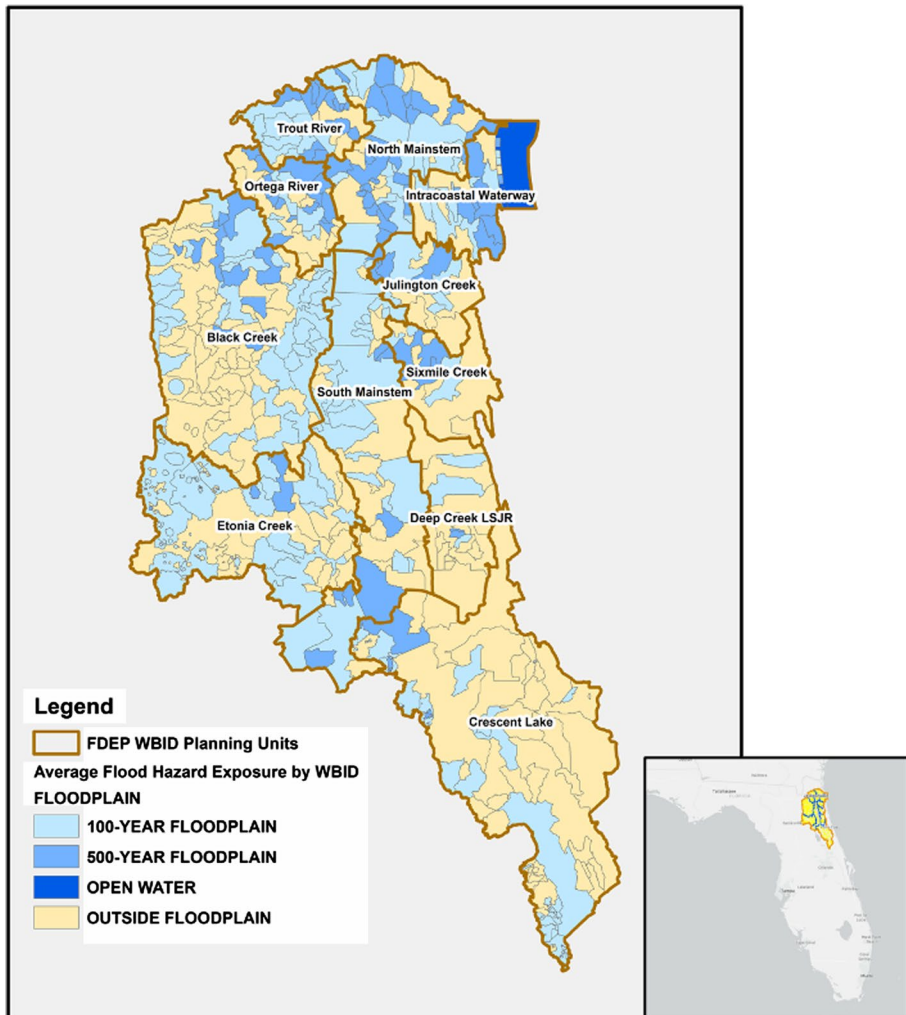 Trout River
North Mainstem
Ortega River
Intracoastal Waterway
Julington Creek
Black Creek
Sixmile Creek
South Mainstem
Deep Creek LSJR
Etonia Creek
Crescent Lake
Legend
FDEP WBID Planning Units
Average Flood Hazard Exposure by WBID
FLOODPLAIN
100-YEAR FLOODPLAIN
500-YEAR FLOODPLAIN
OPEN WATER
OUTSIDE FLOODPLAIN